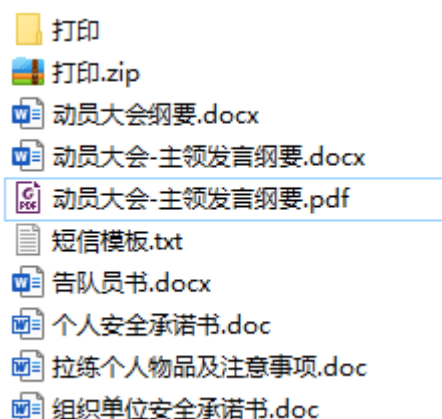 打印
打印.zip
动员大会纲要.docx
动员大会-主领发言纲要.docx
动员大会-主领发言纲要.pdf
短信模板.txt
告队员书.docx
个人安全承诺书.doc
拉练个人物品及注意事项.doc
组织单位安全承诺书.doc